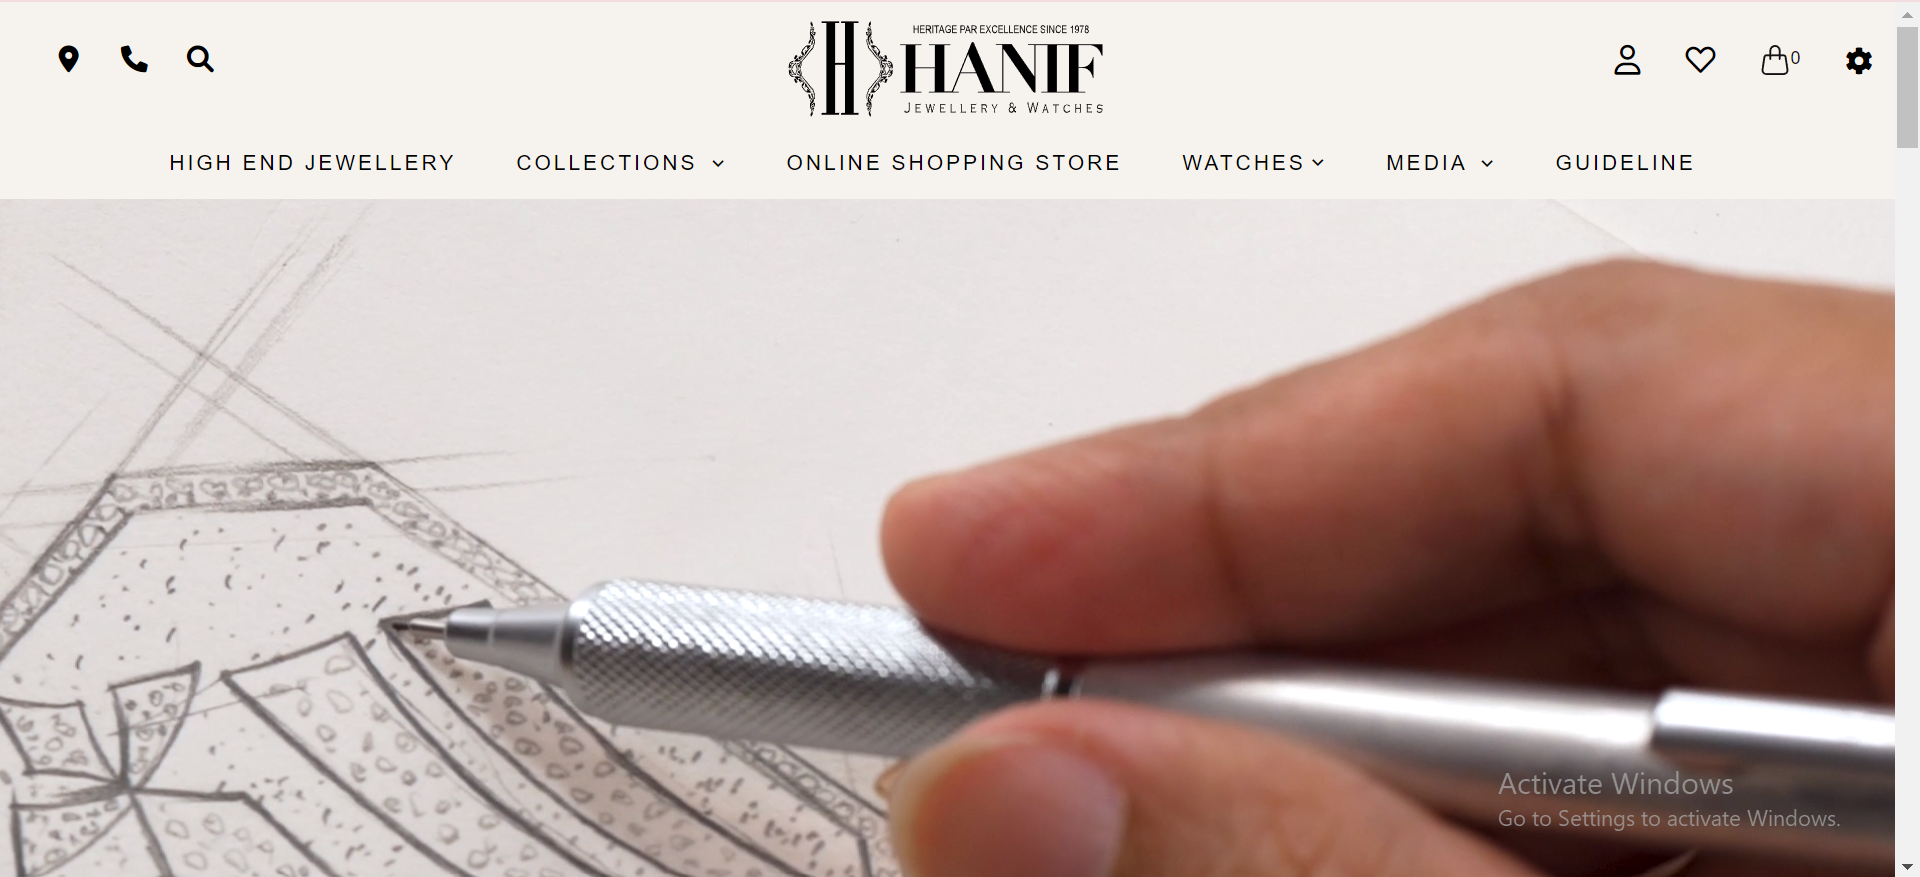 HERITAGE PAR EXCELLENCE SINCE 1978
HANIF
JEWELLERY & WATCHES
0
HIGH END JEWELLERY COLLECTIONS ONLINE SHOPPING STORE WATCHES MEDIA GUIDELINE
Activate Windows
Go to Settings to activate Windows.